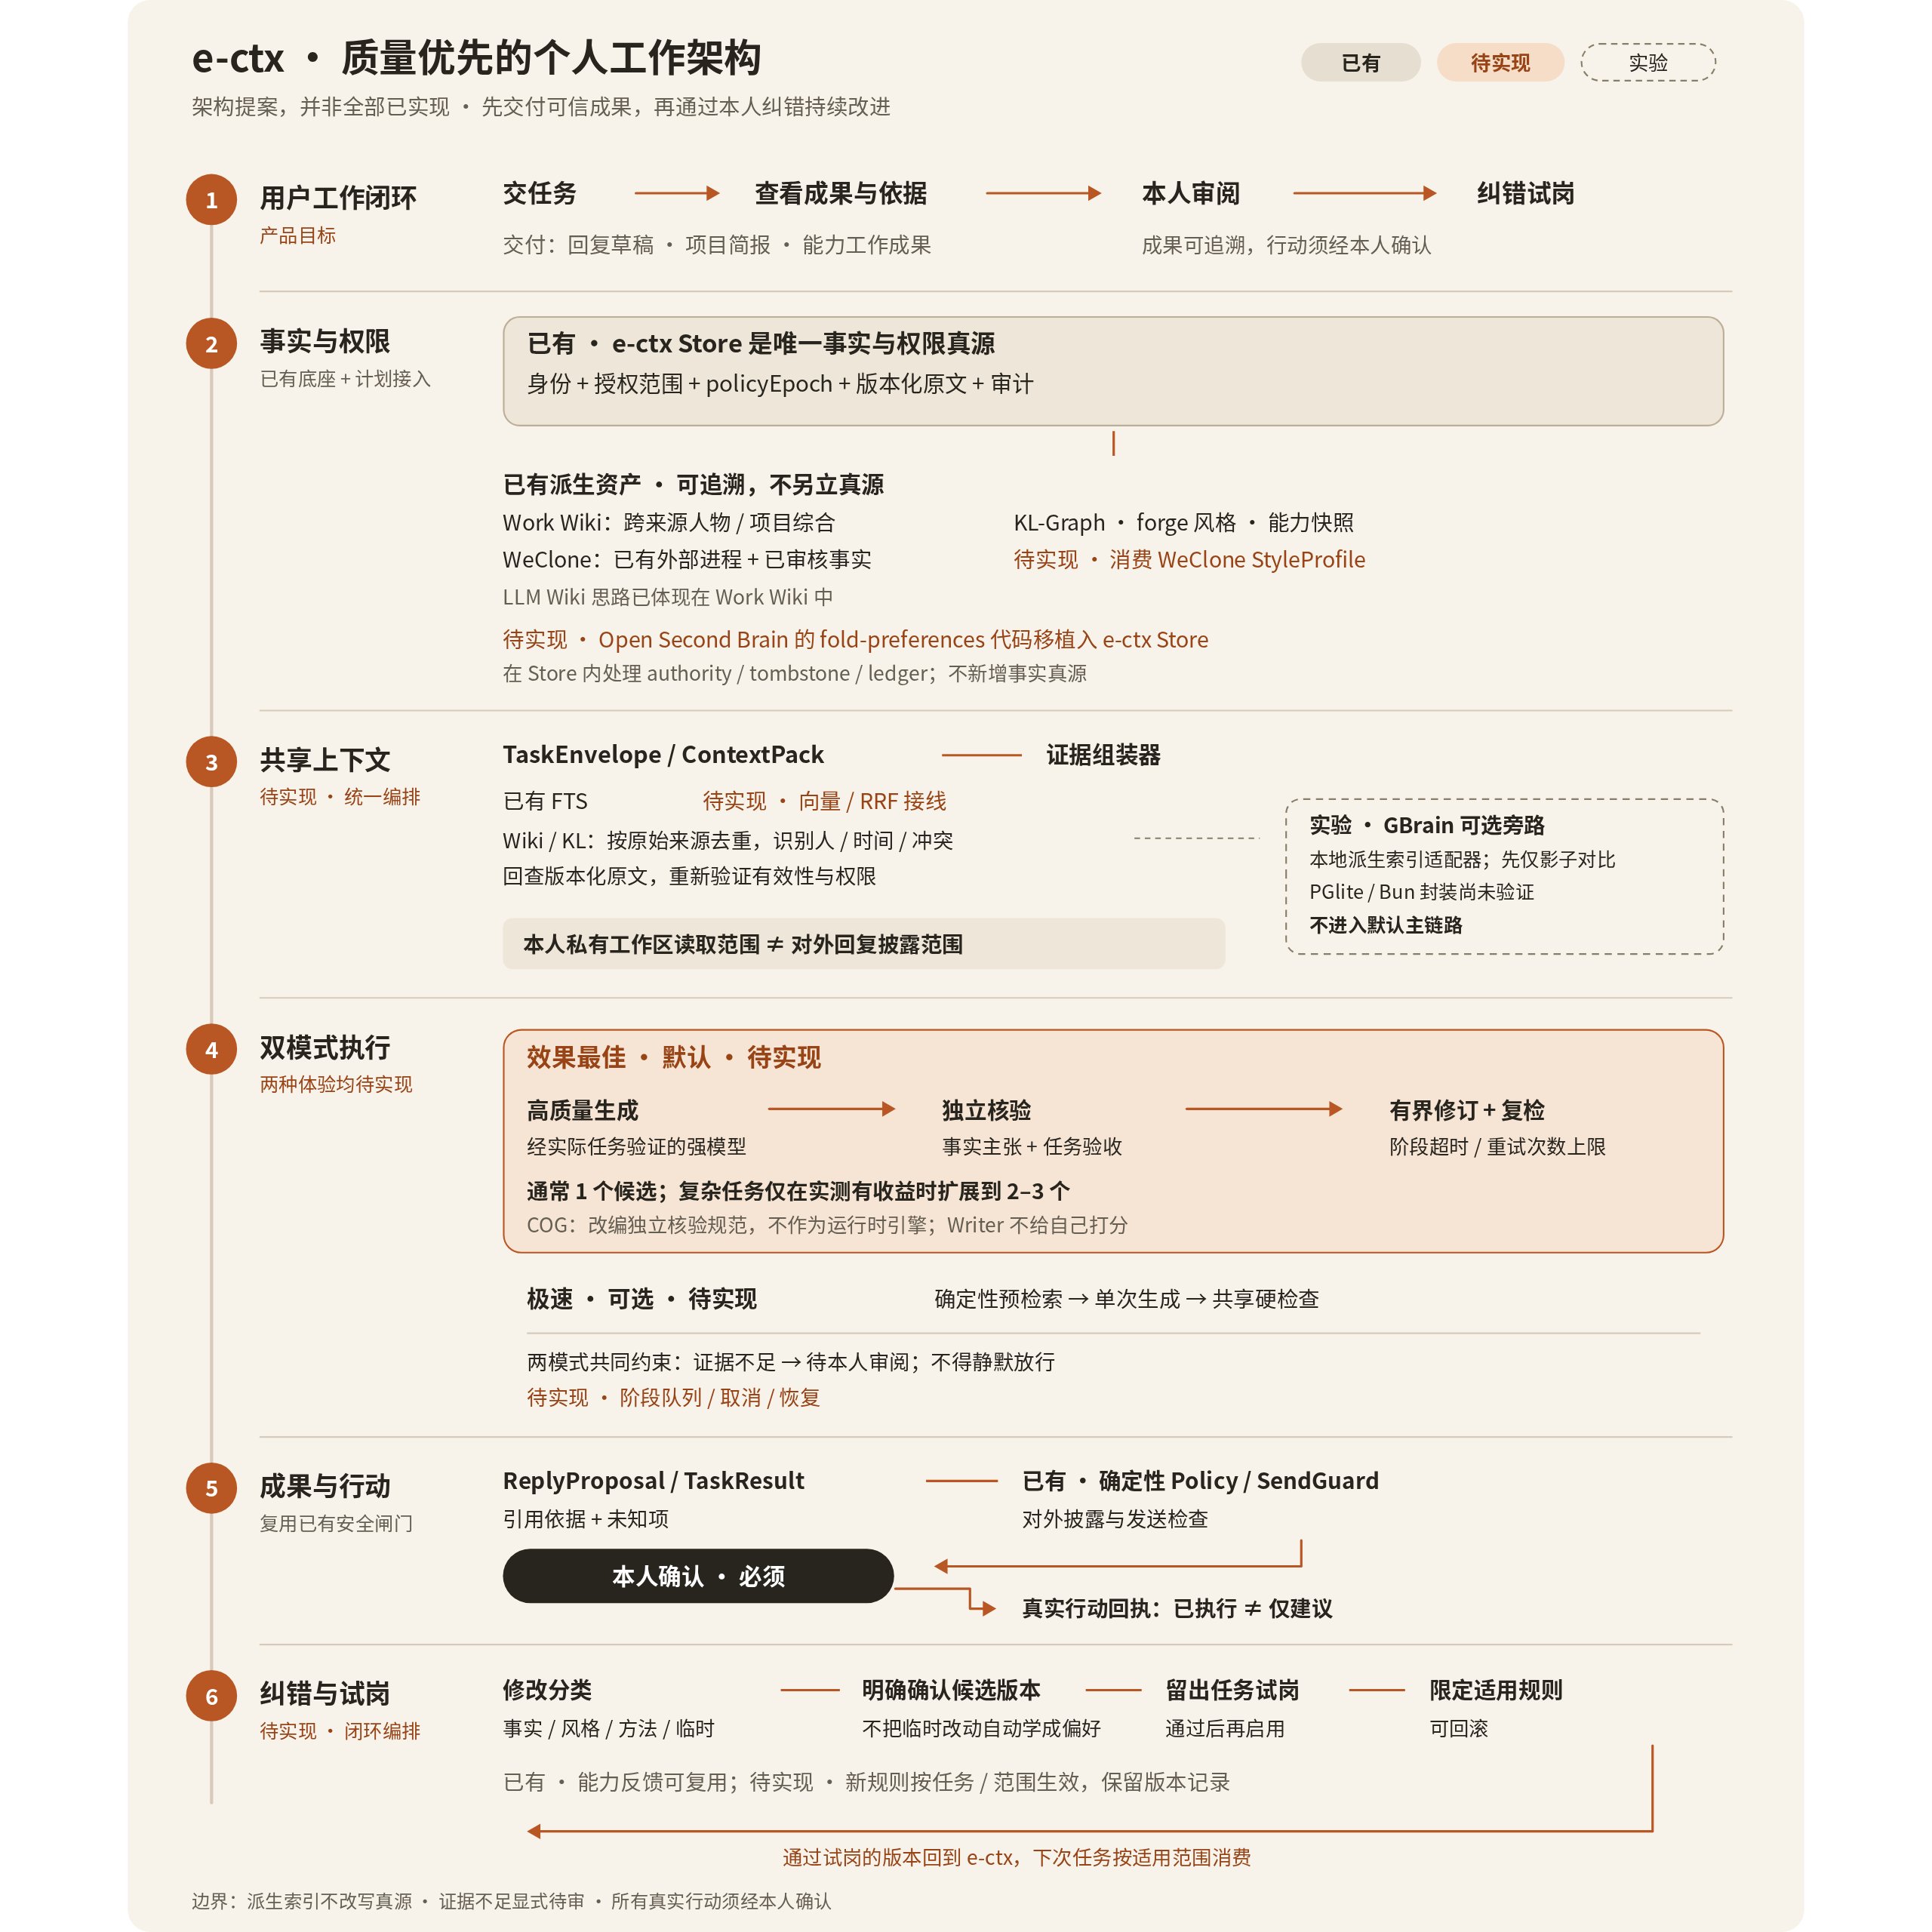 e-ctx · 质量优先的个人工作架构
已有
待实现
实验
架构提案，并非全部已实现 · 先交付可信成果，再通过本人纠错持续改进
1
用户工作闭环
产品目标
交任务
查看成果与依据
本人审阅
纠错试岗
交付：回复草稿 · 项目简报 · 能力工作成果
成果可追溯，行动须经本人确认
2
事实与权限
已有底座 + 计划接入
已有 · e-ctx Store 是唯一事实与权限真源
身份 + 授权范围 + policyEpoch + 版本化原文 + 审计
已有派生资产 · 可追溯，不另立真源
Work Wiki：跨来源人物 / 项目综合
KL-Graph · forge 风格 · 能力快照
WeClone：已有外部进程 + 已审核事实
待实现 · 消费 WeClone StyleProfile
LLM Wiki 思路已体现在 Work Wiki 中
待实现 · Open Second Brain 的 fold-preferences 代码移植入 e-ctx Store
在 Store 内处理 authority / tombstone / ledger；不新增事实真源
3
共享上下文
待实现 · 统一编排
TaskEnvelope / ContextPack
证据组装器
已有 FTS
待实现 · 向量 / RRF 接线
Wiki / KL：按原始来源去重，识别人 / 时间 / 冲突
回查版本化原文，重新验证有效性与权限
本人私有工作区读取范围 ≠ 对外回复披露范围
实验 · GBrain 可选旁路
本地派生索引适配器；先仅影子对比
PGlite / Bun 封装尚未验证
不进入默认主链路
4
双模式执行
两种体验均待实现
效果最佳 · 默认 · 待实现
高质量生成
独立核验
有界修订 + 复检
经实际任务验证的强模型
事实主张 + 任务验收
阶段超时 / 重试次数上限
通常 1 个候选；复杂任务仅在实测有收益时扩展到 2–3 个
COG：改编独立核验规范，不作为运行时引擎；Writer 不给自己打分
极速 · 可选 · 待实现
确定性预检索 → 单次生成 → 共享硬检查
两模式共同约束：证据不足 → 待本人审阅；不得静默放行
待实现 · 阶段队列 / 取消 / 恢复
5
成果与行动
复用已有安全闸门
ReplyProposal / TaskResult
已有 · 确定性 Policy / SendGuard
引用依据 + 未知项
对外披露与发送检查
本人确认 · 必须
真实行动回执：已执行 ≠ 仅建议
6
纠错与试岗
待实现 · 闭环编排
修改分类
明确确认候选版本
留出任务试岗
限定适用规则
事实 / 风格 / 方法 / 临时
不把临时改动自动学成偏好
通过后再启用
可回滚
已有 · 能力反馈可复用；待实现 · 新规则按任务 / 范围生效，保留版本记录
通过试岗的版本回到 e-ctx，下次任务按适用范围消费
边界：派生索引不改写真源 · 证据不足显式待审 · 所有真实行动须经本人确认